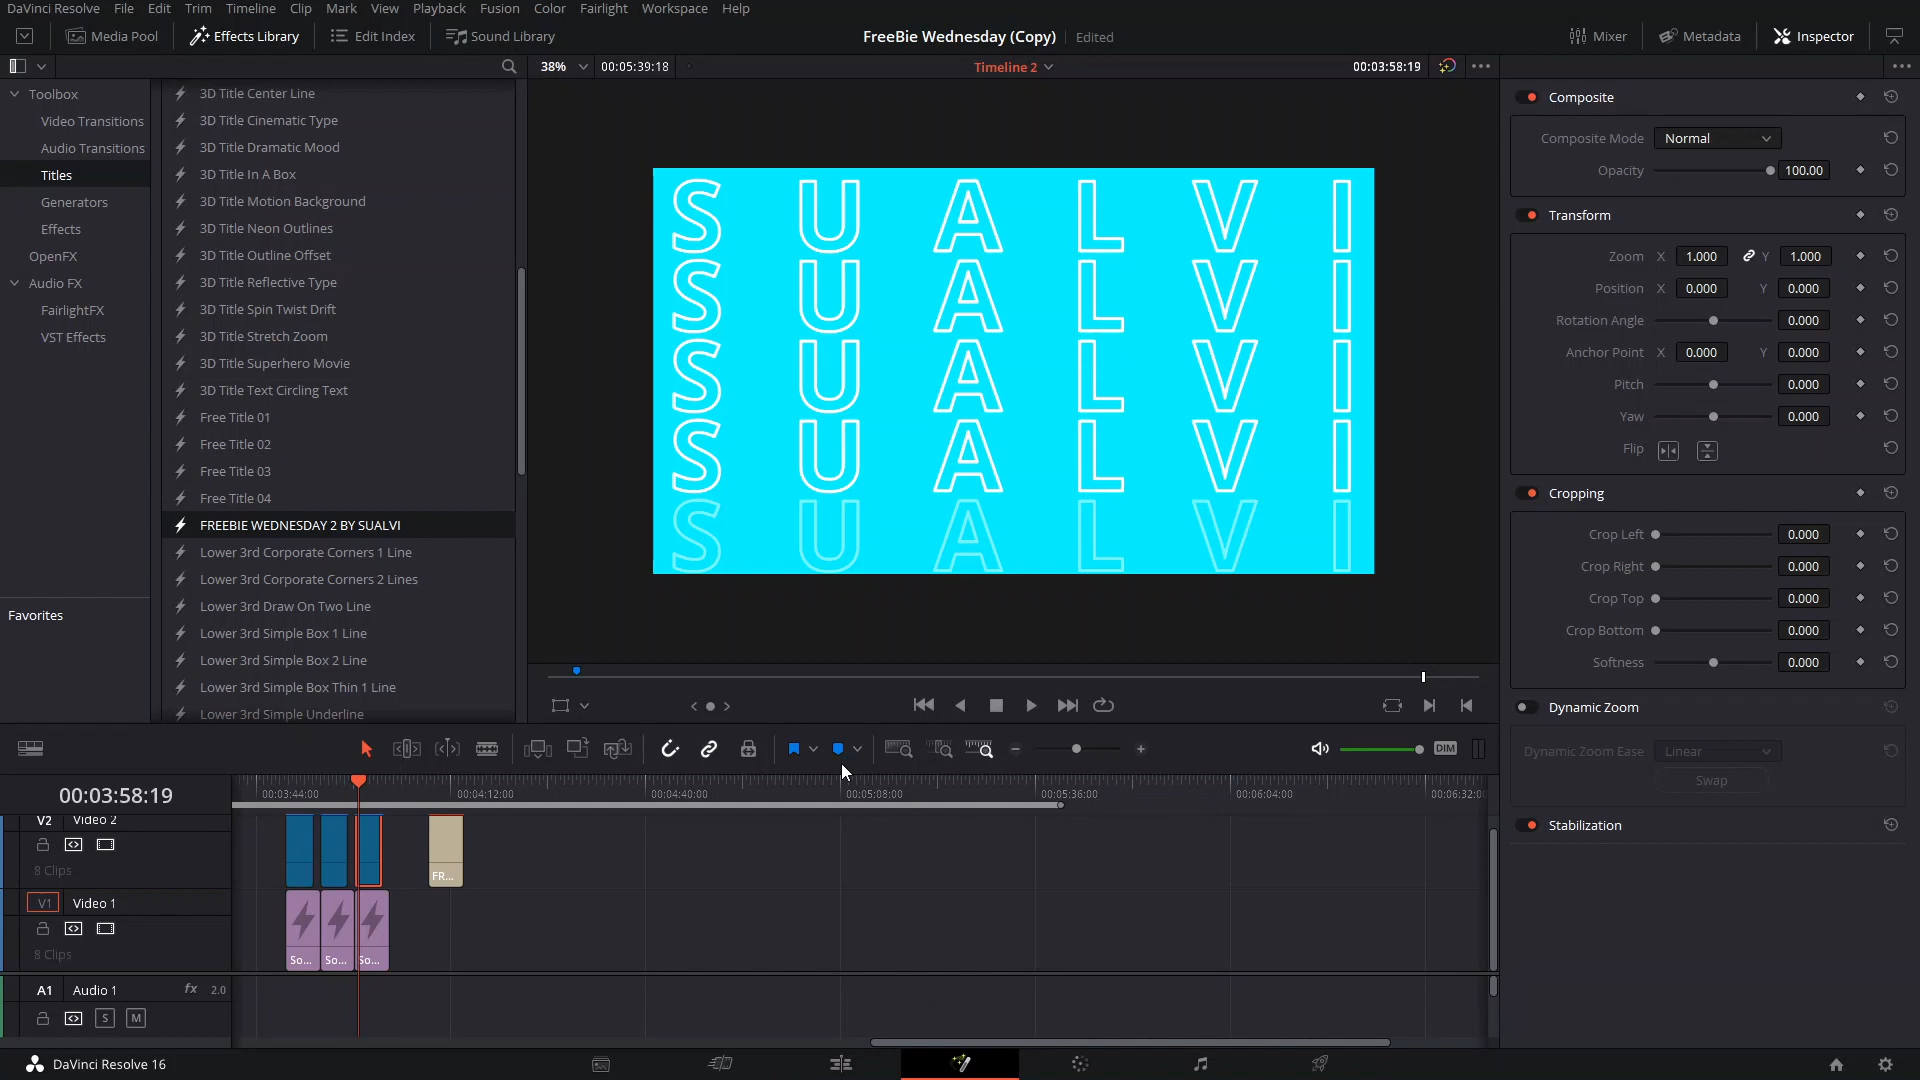 DaVinci Resolve File Edit Trim Timeline Clip Mark View Playback Fusion Color Fairlight Workspace Help
Media Pool Effects Library Edit Index Sound Library FreeBie Wednesday (Copy) Edited Mixer Metadata Inspector
38% 00:05:39:18 Timeline 2 00:03:58:19
Toolbox
Video Transitions
Audio Transitions
Titles
Generators
Effects
OpenFX
Audio FX
FairlightFX
VST Effects
Favorites
3D Title Center Line
3D Title Cinematic Type
3D Title Dramatic Mood
3D Title In A Box
3D Title Motion Background
3D Title Neon Outlines
3D Title Outline Offset
3D Title Reflective Type
3D Title Spin Twist Drift
3D Title Stretch Zoom
3D Title Superhero Movie
3D Title Text Circling Text
Free Title 01
Free Title 02
Free Title 03
Free Title 04
FREEBIE WEDNESDAY 2 BY SUALVI
Lower 3rd Corporate Corners 1 Line
Lower 3rd Corporate Corners 2 Lines
Lower 3rd Draw On Two Line
Lower 3rd Simple Box 1 Line
Lower 3rd Simple Box 2 Line
Lower 3rd Simple Box Thin 1 Line
Lower 3rd Simple Underline
SUALVI
SUALVI
SUALVI
SUALVI
SUALVI
Composite
Composite Mode Normal
Opacity 100.00
Transform
Zoom X 1.000 Y 1.000
Position X 0.000 Y 0.000
Rotation Angle 0.000
Anchor Point X 0.000 Y 0.000
Pitch 0.000
Yaw 0.000
Flip
Cropping
Crop Left 0.000
Crop Right 0.000
Crop Top 0.000
Crop Bottom 0.000
Softness 0.000
Dynamic Zoom
Dynamic Zoom Ease Linear
Swap
Stabilization
DIM
00:03:58:19
00:03:44:00 00:04:12:00 00:04:40:00 00:05:08:00 00:05:36:00 00:06:04:00 00:06:32:00
V2 Video 2
8 Clips
FR...
V1 Video 1
8 Clips
So... So... So...
A1 Audio 1 fx 2.0
S M
DaVinci Resolve 16